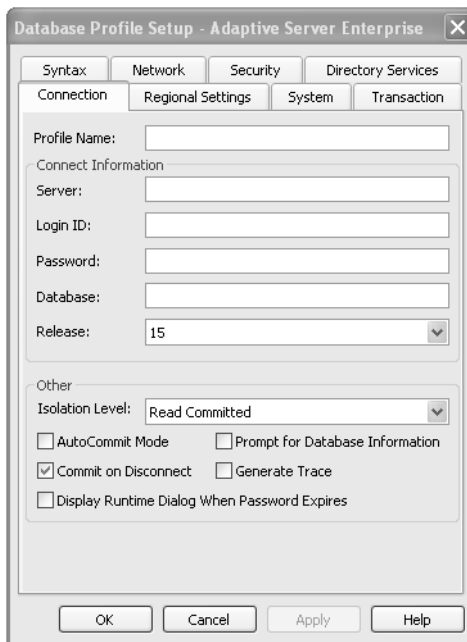 Database Profile Setup - Adaptive Server Enterprise
Syntax Network Security Directory Services
Connection Regional Settings System Transaction
Profile Name:
Connect Information
Server:
Login ID:
Password:
Database:
Release: 15
Other
Isolation Level: Read Committed
AutoCommit Mode Prompt for Database Information
Commit on Disconnect Generate Trace
Display Runtime Dialog When Password Expires
OK Cancel Apply Help